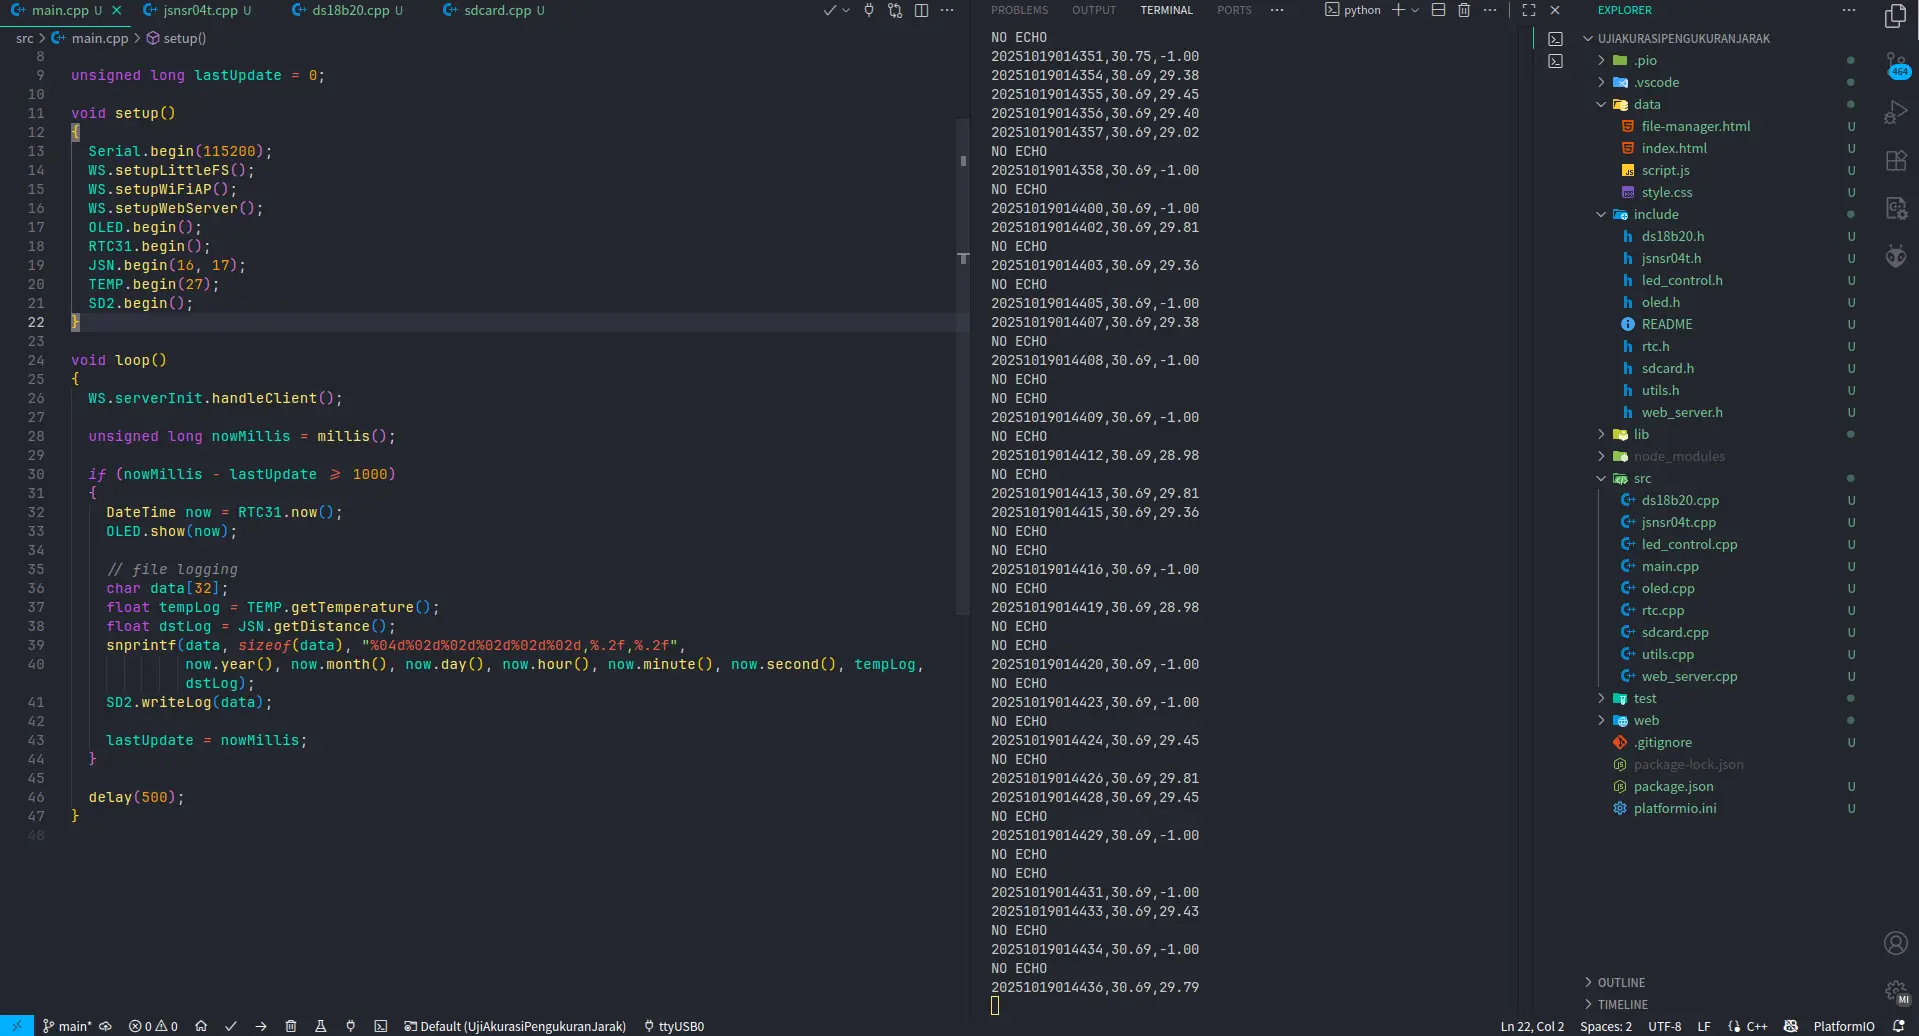 main.cpp U
jsnsr04t.cpp U
ds18b20.cpp U
sdcard.cpp U
src > main.cpp > setup()
8
9 unsigned long lastUpdate = 0;
10
11 void setup()
12 {
13 Serial.begin(115200);
14 WS.setupLittleFS();
15 WS.setupWiFiAP();
16 WS.setupWebServer();
17 OLED.begin();
18 RTC31.begin();
19 JSN.begin(16, 17);
20 TEMP.begin(27);
21 SD2.begin();
22 }
23
24 void loop()
25 {
26 WS.serverInit.handleClient();
27
28 unsigned long nowMillis = millis();
29
30 if (nowMillis - lastUpdate ⩾ 1000)
31 {
32 DateTime now = RTC31.now();
33 OLED.show(now);
34
35 // file logging
36 char data[32];
37 float tempLog = TEMP.getTemperature();
38 float dstLog = JSN.getDistance();
39 snprintf(data, sizeof(data), "%04d%02d%02d%02d%02d%02d,%.2f,%.2f",
40 now.year(), now.month(), now.day(), now.hour(), now.minute(), now.second(), tempLog,
dstLog);
41 SD2.writeLog(data);
42
43 lastUpdate = nowMillis;
44 }
45
46 delay(500);
47 }
48
PROBLEMS OUTPUT TERMINAL PORTS ··· python
NO ECHO
20251019014351,30.75,-1.00
20251019014354,30.69,29.38
20251019014355,30.69,29.45
20251019014356,30.69,29.40
20251019014357,30.69,29.02
NO ECHO
20251019014358,30.69,-1.00
NO ECHO
20251019014400,30.69,-1.00
20251019014402,30.69,29.81
NO ECHO
20251019014403,30.69,29.36
NO ECHO
20251019014405,30.69,-1.00
20251019014407,30.69,29.38
NO ECHO
20251019014408,30.69,-1.00
NO ECHO
NO ECHO
20251019014409,30.69,-1.00
NO ECHO
20251019014412,30.69,28.98
NO ECHO
20251019014413,30.69,29.81
20251019014415,30.69,29.36
NO ECHO
NO ECHO
20251019014416,30.69,-1.00
NO ECHO
20251019014419,30.69,28.98
NO ECHO
NO ECHO
20251019014420,30.69,-1.00
NO ECHO
20251019014423,30.69,-1.00
NO ECHO
20251019014424,30.69,29.45
NO ECHO
20251019014426,30.69,29.81
20251019014428,30.69,29.45
NO ECHO
20251019014429,30.69,-1.00
NO ECHO
NO ECHO
20251019014431,30.69,-1.00
20251019014433,30.69,29.43
NO ECHO
20251019014434,30.69,-1.00
NO ECHO
20251019014436,30.69,29.79
EXPLORER
UJIAKURASIPENGUKURANJARAK
.pio
.vscode
data
file-manager.html U
index.html U
script.js U
style.css U
include
ds18b20.h U
jsnsr04t.h U
led_control.h U
oled.h U
README U
rtc.h U
sdcard.h U
utils.h U
web_server.h U
lib
node_modules
src
ds18b20.cpp U
jsnsr04t.cpp U
led_control.cpp U
main.cpp U
oled.cpp U
rtc.cpp U
sdcard.cpp U
utils.cpp U
web_server.cpp U
test
web
.gitignore U
package-lock.json
package.json U
platformio.ini U
OUTLINE
TIMELINE
464
MI
main* 0 0 Default (UjiAkurasiPengukuranJarak) ttyUSB0
Ln 22, Col 2 Spaces: 2 UTF-8 LF {} C++ PlatformIO